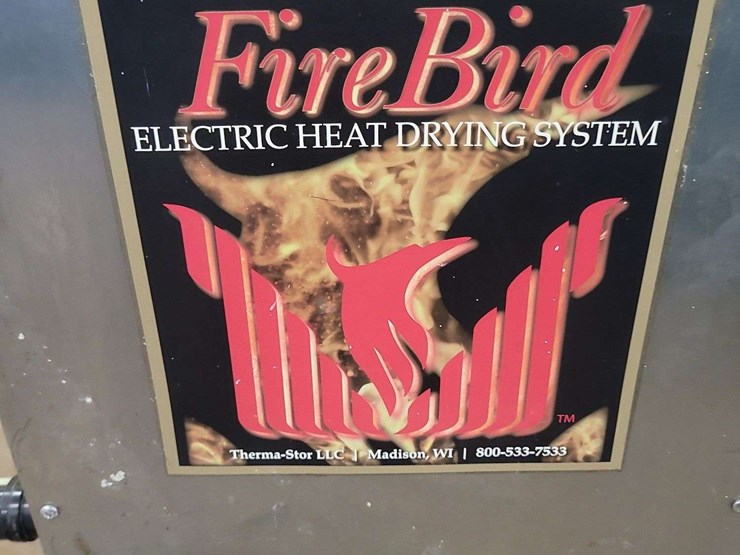 FireBird
ELECTRIC HEAT DRYING SYSTEM
TM
Therma-Stor LLC | Madison, WI | 800-533-7533